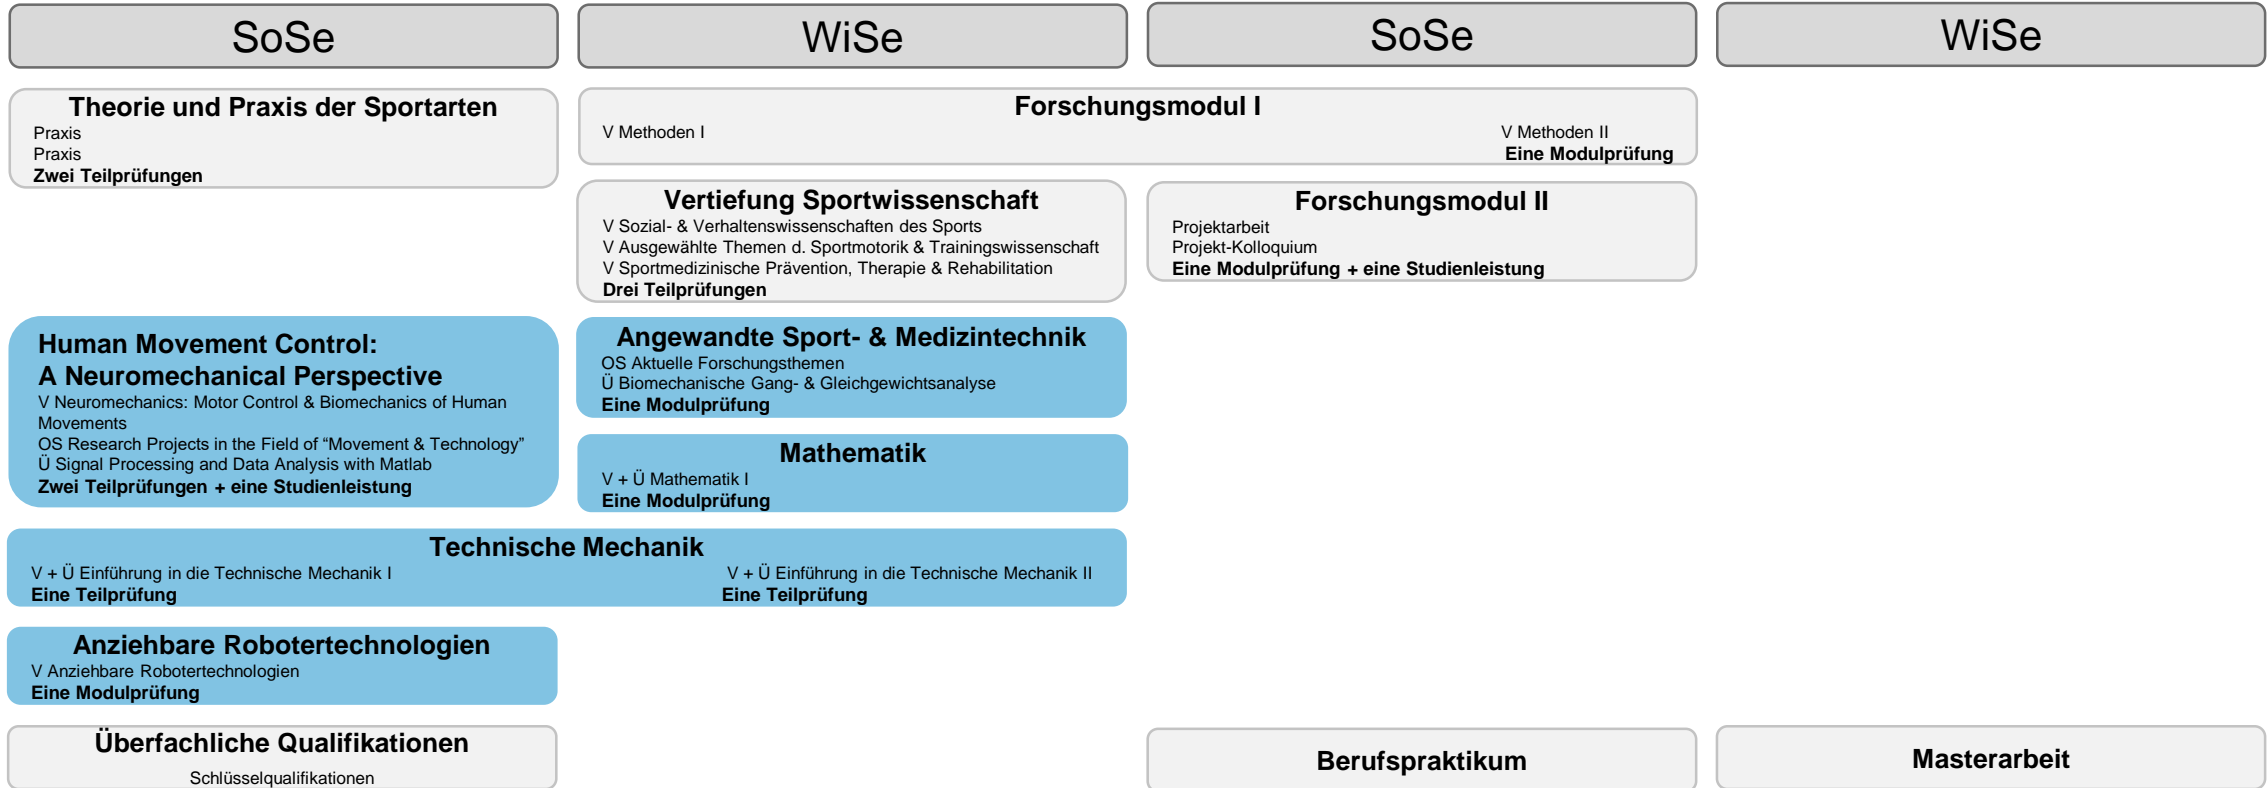 SoSe
WiSe
SoSe
WiSe
Theorie und Praxis der Sportarten
Praxis
Praxis
Zwei Teilprüfungen
Forschungsmodul I
V Methoden I
V Methoden II
Eine Modulprüfung
Vertiefung Sportwissenschaft
V Sozial- & Verhaltenswissenschaften des Sports
V Ausgewählte Themen d. Sportmotorik & Trainingswissenschaft
V Sportmedizinische Prävention, Therapie & Rehabilitation
Drei Teilprüfungen
Forschungsmodul II
Projektarbeit
Projekt-Kolloquium
Eine Modulprüfung + eine Studienleistung
Human Movement Control:
A Neuromechanical Perspective
V Neuromechanics: Motor Control & Biomechanics of Human
Movements
OS Research Projects in the Field of “Movement & Technology”
Ü Signal Processing and Data Analysis with Matlab
Zwei Teilprüfungen + eine Studienleistung
Angewandte Sport- & Medizintechnik
OS Aktuelle Forschungsthemen
Ü Biomechanische Gang- & Gleichgewichtsanalyse
Eine Modulprüfung
Mathematik
V + Ü Mathematik I
Eine Modulprüfung
Technische Mechanik
V + Ü Einführung in die Technische Mechanik I
Eine Teilprüfung
V + Ü Einführung in die Technische Mechanik II
Eine Teilprüfung
Anziehbare Robotertechnologien
V Anziehbare Robotertechnologien
Eine Modulprüfung
Überfachliche Qualifikationen
Schlüsselqualifikationen
Berufspraktikum
Masterarbeit